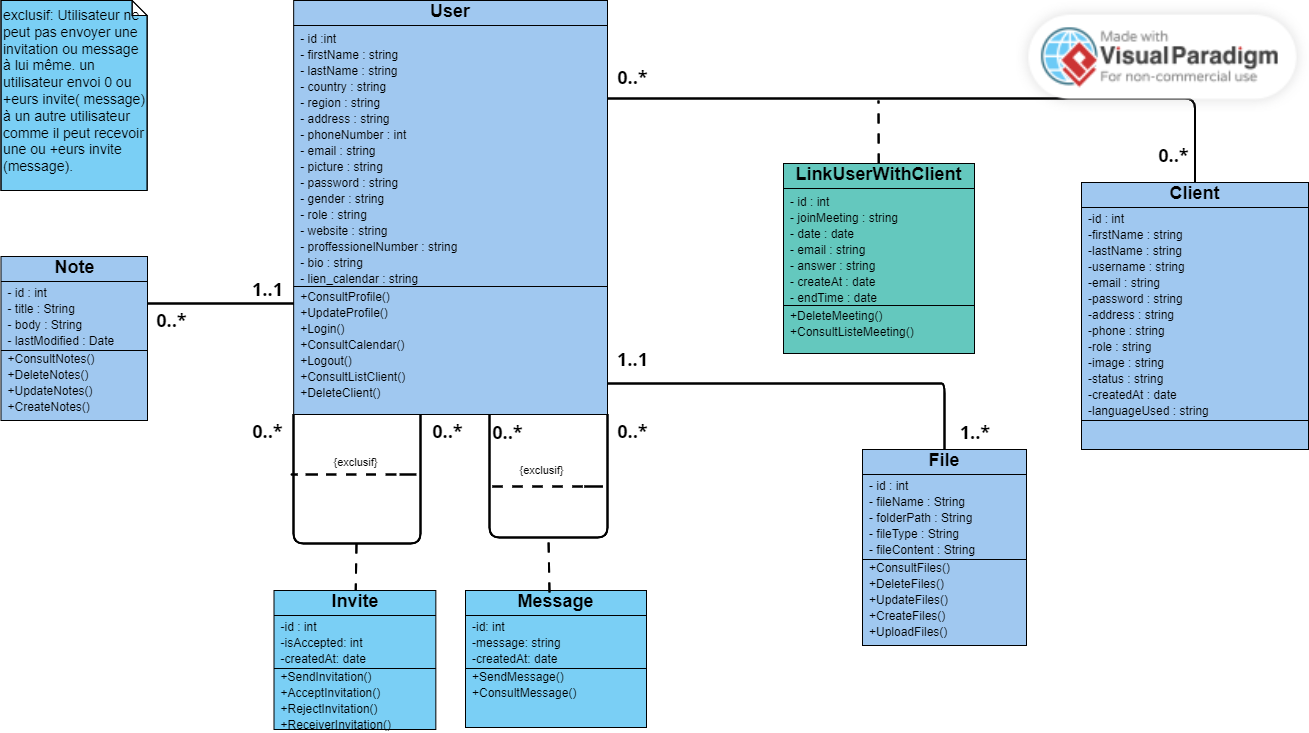 exclusif: Utilisateur ne
peut pas envoyer une
invitation ou message
à lui même. un
utilisateur envoi 0 ou
+eurs invite( message)
à un autre utilisateur
comme il peut recevoir
une ou +eurs invite
(message).
User
- id :int
- firstName : string
- lastName : string
- country : string
- region : string
- address : string
- phoneNumber : int
- email : string
- picture : string
- password : string
- gender : string
- role : string
- website : string
- proffessionelNumber : string
- bio : string
- lien_calendar : string
+ConsultProfile()
+UpdateProfile()
+Login()
+ConsultCalendar()
+Logout()
+ConsultListClient()
+DeleteClient()
0..*
Made with
Visual Paradigm
For non-commercial use
0..*
LinkUserWithClient
- id : int
- joinMeeting : string
- date : date
- email : string
- answer : string
- createAt : date
- endTime : date
+DeleteMeeting()
+ConsultListeMeeting()
Client
-id : int
-firstName : string
-lastName : string
-username : string
-email : string
-password : string
-address : string
-phone : string
-role : string
-image : string
-status : string
-createdAt : date
-languageUsed : string
Note
- id : int
- title : String
- body : String
- lastModified : Date
+ConsultNotes()
+DeleteNotes()
+UpdateNotes()
+CreateNotes()
1..1
0..*
1..1
1..*
File
- id : int
- fileName : String
- folderPath : String
- fileType : String
- fileContent : String
+ConsultFiles()
+DeleteFiles()
+UpdateFiles()
+CreateFiles()
+UploadFiles()
0..*
0..*
0..*
0..*
{exclusif}
{exclusif}
Invite
-id : int
-isAccepted: int
-createdAt: date
+SendInvitation()
+AcceptInvitation()
+RejectInvitation()
+ReceiverInvitation()
Message
-id: int
-message: string
-createdAt: date
+SendMessage()
+ConsultMessage()